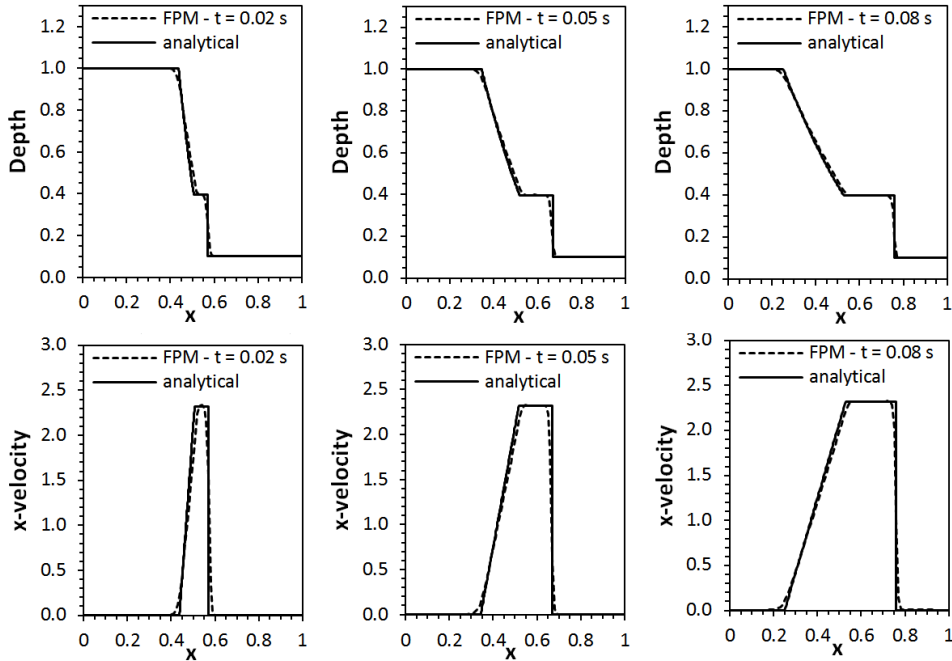 FPM - t = 0.02 s
analytical
1.2
1.0
0.8
0.6
0.4
0.2
0.0
Depth
0 0.2 0.4 0.6 0.8 1
x
FPM - t = 0.05 s
analytical
1.2
1.0
0.8
0.6
0.4
0.2
0.0
Depth
0 0.2 0.4 0.6 0.8 1
x
FPM - t = 0.08 s
analytical
1.2
1.0
0.8
0.6
0.4
0.2
0.0
Depth
0 0.2 0.4 0.6 0.8 1
x
FPM - t = 0.02 s
analytical
3.0
2.5
2.0
1.5
1.0
0.5
0.0
x-velocity
0 0.2 0.4 0.6 0.8 1
x
FPM - t = 0.05 s
analytical
3.0
2.5
2.0
1.5
1.0
0.5
0.0
x-velocity
0 0.2 0.4 0.6 0.8 1
x
FPM - t = 0.08 s
analytical
3.0
2.5
2.0
1.5
1.0
0.5
0.0
x-velocity
0 0.2 0.4 0.6 0.8 1
x